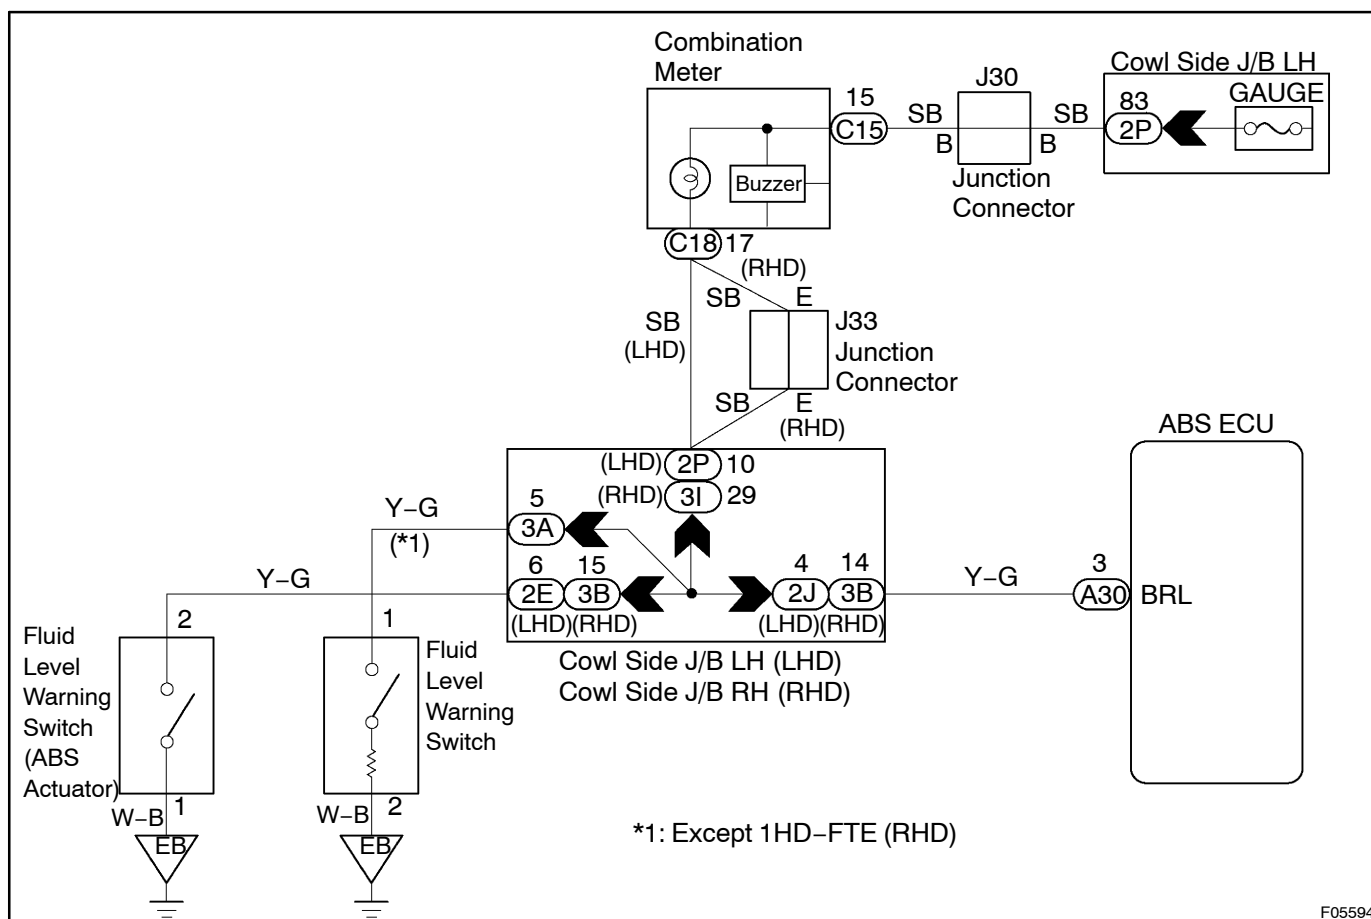 Combination
Meter
15
C15
SB
B
J30
Junction
Connector
SB
B
Cowl Side J/B LH
83
2P
GAUGE
Buzzer
C18 17
(RHD)
SB
E
SB
(LHD)
J33
Junction
Connector
SB
E
(RHD)
ABS ECU
(LHD) 2P 10
(RHD) 3I 29
Y–G
(*1)
5
3A
Y–G
6
2E
15
3B
(LHD)(RHD)
4
2J
14
3B
(LHD)(RHD)
Y–G
3
A30
BRL
Cowl Side J/B LH (LHD)
Cowl Side J/B RH (RHD)
2
Fluid
Level
Warning
Switch
(ABS
Actuator)
1
W–B
EB
1
Fluid
Level
Warning
Switch
2
W–B
EB
*1: Except 1HD–FTE (RHD)
F05594